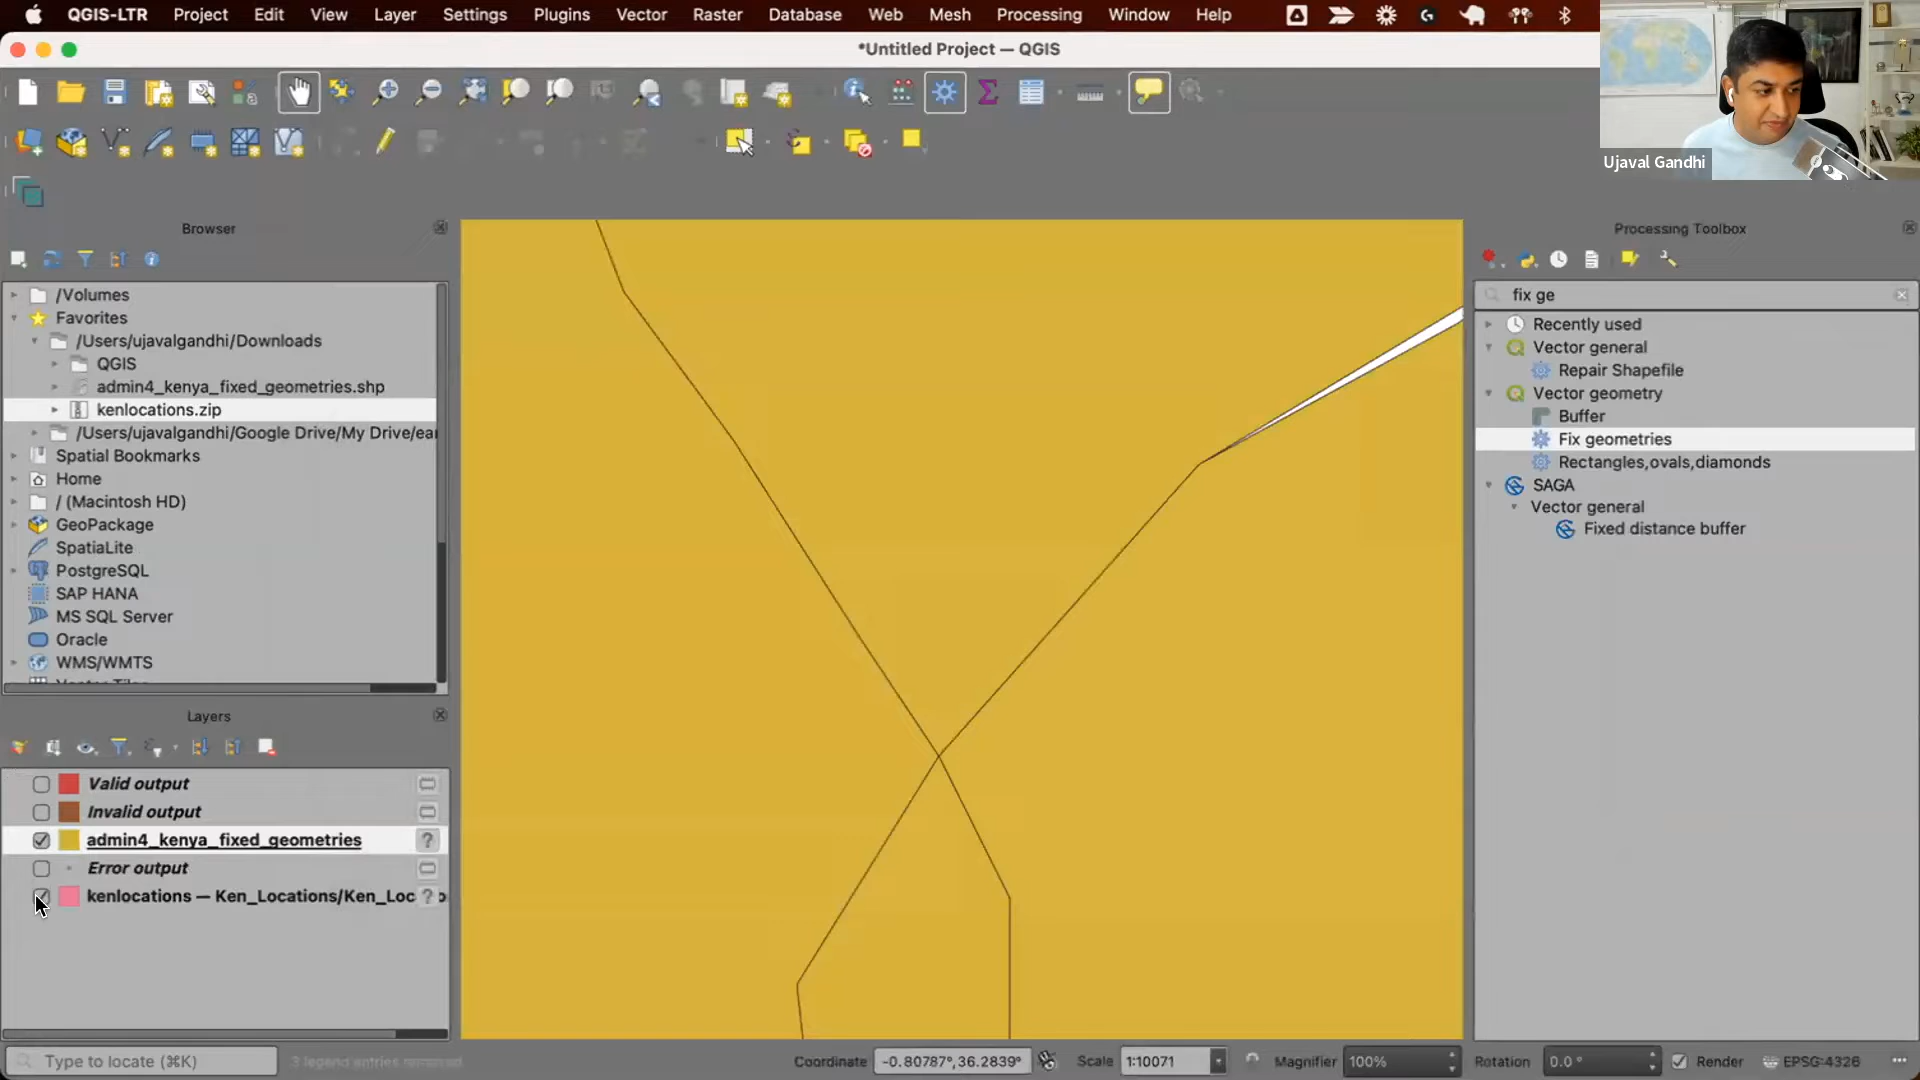 QGIS-LTR Project Edit View Layer Settings Plugins Vector Raster Database Web Mesh Processing Window Help
*Untitled Project — QGIS
Ujaval Gandhi
Browser
/Volumes
Favorites
/Users/ujavalgandhi/Downloads
QGIS
admin4_kenya_fixed_geometries.shp
kenlocations.zip
/Users/ujavalgandhi/Google Drive/My Drive/ear
Spatial Bookmarks
Home
/ (Macintosh HD)
GeoPackage
SpatiaLite
PostgreSQL
SAP HANA
MS SQL Server
Oracle
WMS/WMTS
Layers
Valid output
Invalid output
admin4_kenya_fixed_geometries ?
Error output
kenlocations — Ken_Locations/Ken_Loc ?
Processing Toolbox
fix ge
Recently used
Vector general
Repair Shapefile
Vector geometry
Buffer
Fix geometries
Rectangles,ovals,diamonds
SAGA
Vector general
Fixed distance buffer
Type to locate (⌘K) 3 legend entries removed Coordinate -0.80787°,36.2839° Scale 1:10071 Magnifier 100% Rotation 0.0 ° Render EPSG:4326